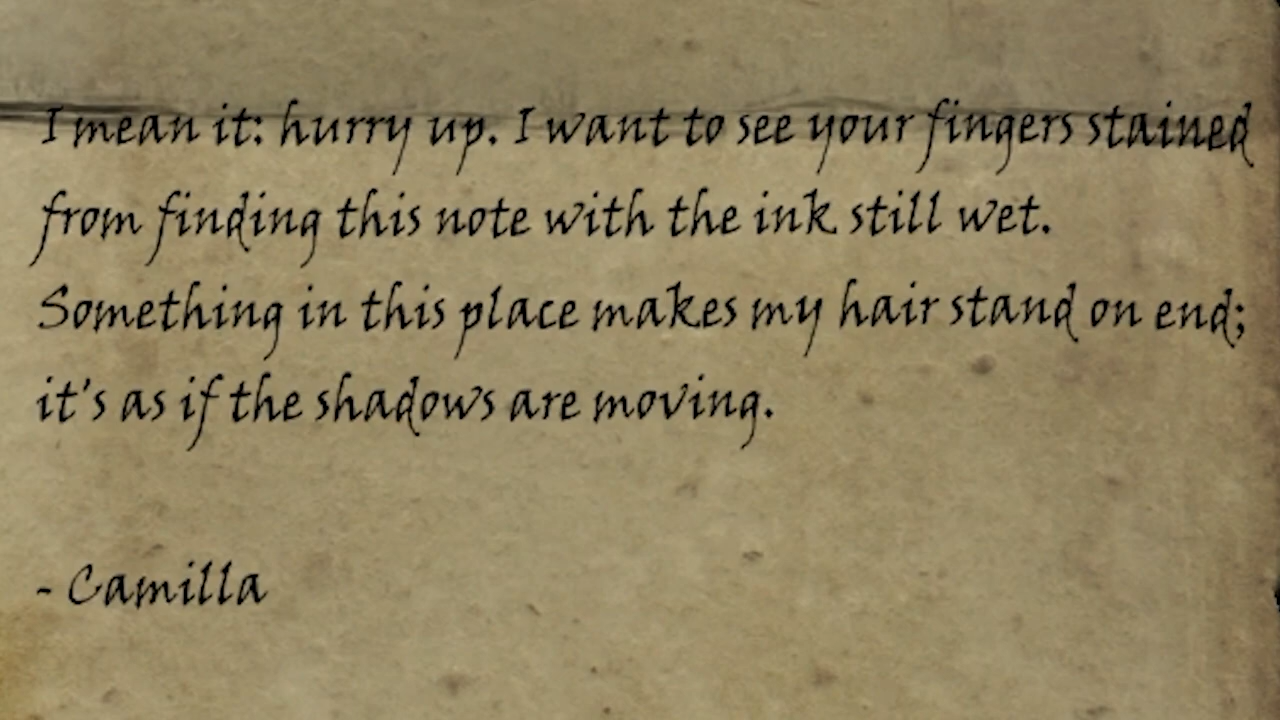 I mean it: hurry up. I want to see your fingers stained
from finding this note with the ink still wet.
Something in this place makes my hair stand on end;
it's as if the shadows are moving.
- Camilla